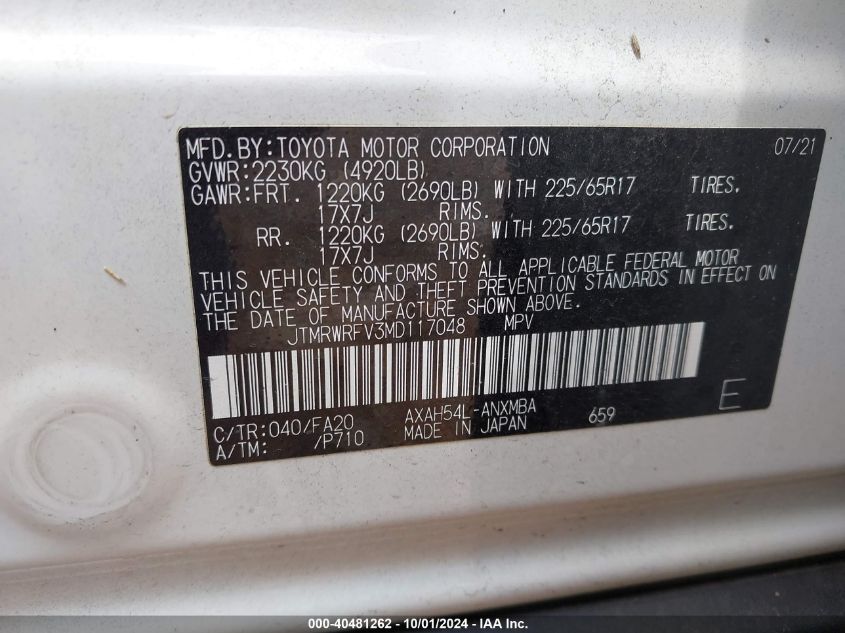 MFD.BY:TOYOTA MOTOR CORPORATION 07/21
GVWR:2230KG (4920LB)
GAWR:FRT. 1220KG (2690LB) WITH 225/65R17 TIRES.
17X7J RIMS.
RR. 1220KG (2690LB) WITH 225/65R17 TIRES.
17X7J RIMS.
THIS VEHICLE CONFORMS TO ALL APPLICABLE FEDERAL MOTOR
VEHICLE SAFETY AND THEFT PREVENTION STANDARDS IN EFFECT ON
THE DATE OF MANUFACTURE SHOWN ABOVE.
JTMRWRFV3MD117048 MPV
C/TR:040/FA20 AXAH54L-ANXMBA 659 E
A/TM: /P710 MADE IN JAPAN
000-40481262 - 10/01/2024 - IAA Inc.